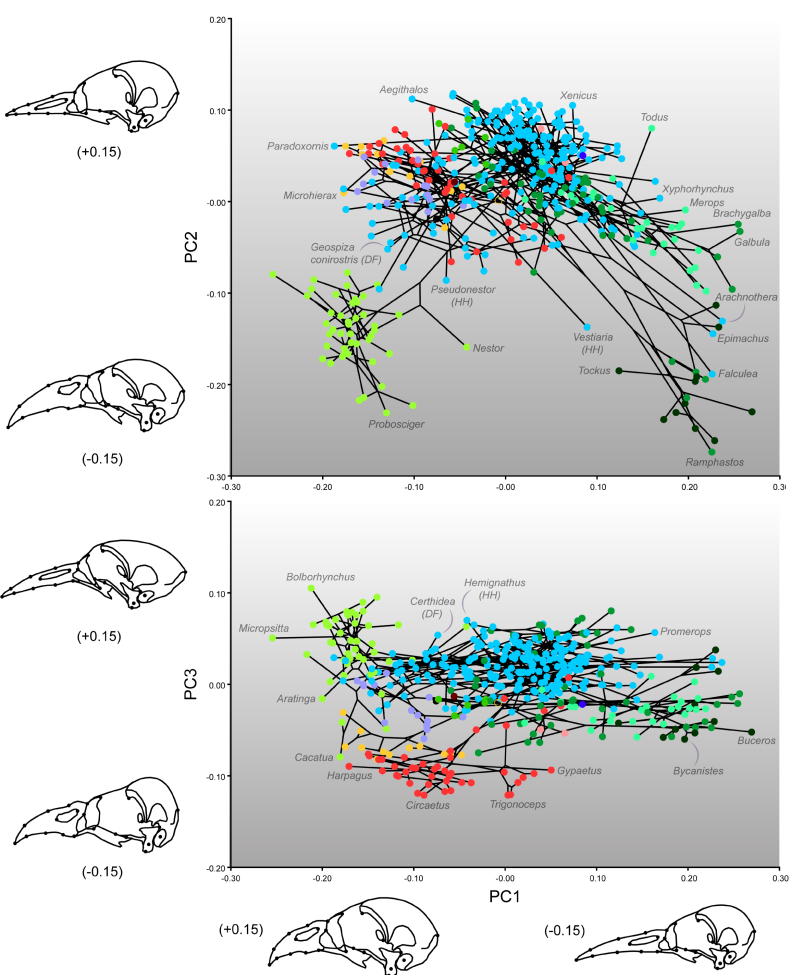 0.20
Aegithalos
Xenicus
0.10
Todus
(+0.15)
Paradoxornis
Microhierax
Xyphorhynchus
-0.00
Merops
Brachygalba
PC2
Geospiza
conirostris (DF)
Galbula
Pseudonestor
(HH)
Arachnothera
-0.10
Vestiaria
(HH)
Epimachus
Nestor
Tockus
Falculea
-0.20
Probosciger
(-0.15)
Ramphastos
-0.30
-0.30
-0.20
-0.10
-0.00
0.10
0.20
0.30
0.20
Bolborhynchus
Hemignathus
(HH)
0.10
Certhidea
(DF)
(+0.15)
Micropsitta
Promerops
PC3
0.00
Aratinga
Buceros
Cacatua
Harpagus
Gypaetus
Bycanistes
-0.10
Circaetus
Trigonoceps
(-0.15)
-0.20
-0.30
-0.20
-0.10
-0.00
0.10
0.20
0.30
PC1
(+0.15)
(-0.15)